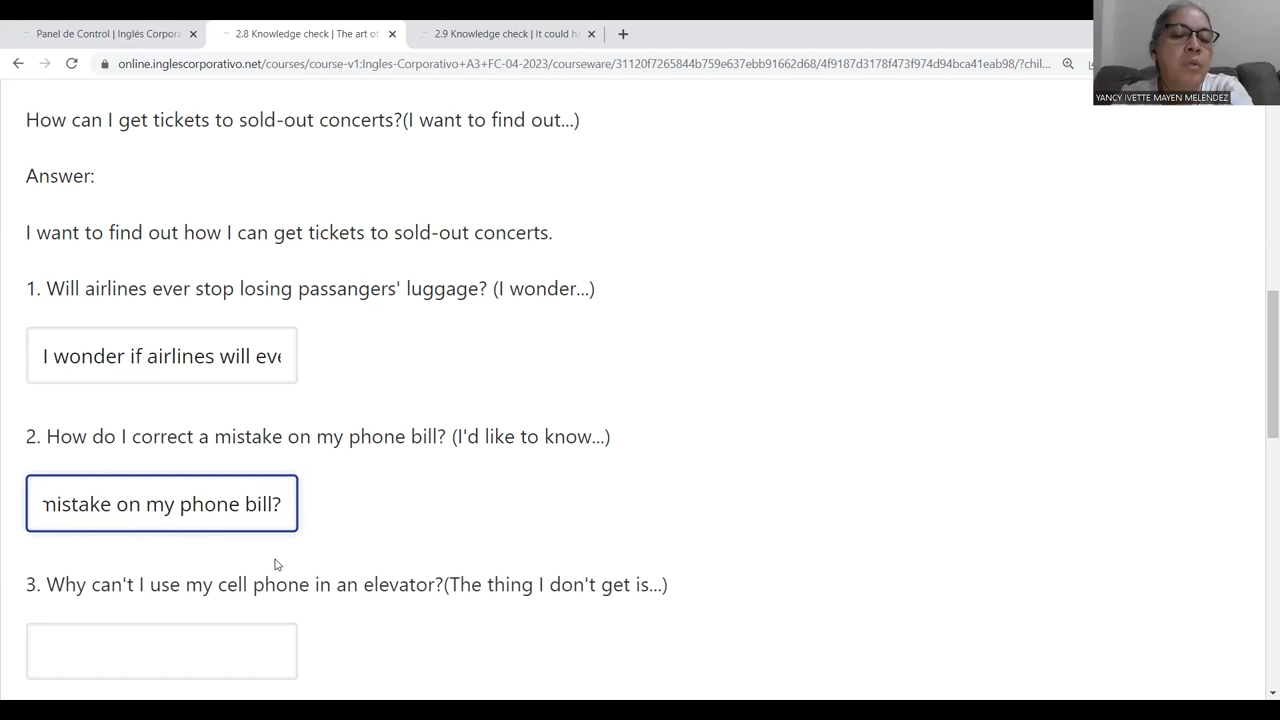 Panel de Control | Inglés Corpora
2.8 Knowledge check | The art of
2.9 Knowledge check | It could ha
online.inglescorporativo.net/courses/course-v1:Ingles-Corporativo+A3+FC-04-2023/courseware/31120f7265844b759e637ebb91662d68/4f9187d3178f473f974d94bca41eab98/?chil...
YANCY IVETTE MAYEN MELENDEZ
How can I get tickets to sold-out concerts?(I want to find out...)
Answer:
I want to find out how I can get tickets to sold-out concerts.
1. Will airlines ever stop losing passangers' luggage? (I wonder...)
I wonder if airlines will eve
2. How do I correct a mistake on my phone bill? (I'd like to know...)
mistake on my phone bill?
3. Why can't I use my cell phone in an elevator?(The thing I don't get is...)